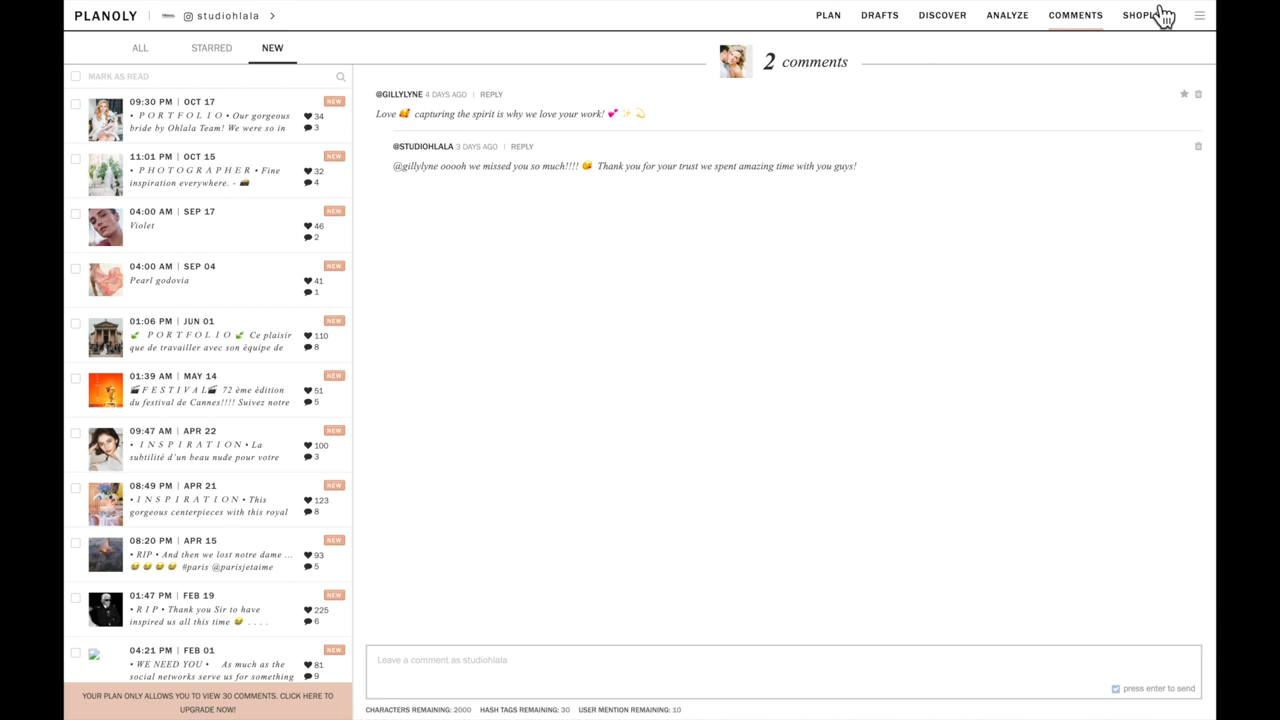 PLANOLY
studiohlala
PLAN
DRAFTS
DISCOVER
ANALYZE
COMMENTS
ALL
STARRED
NEW
MARK AS READ
09:30 PM | OCT 17
NEW
• P O R T F O L I O • Our gorgeous
bride by Ohlala Team! We were so in
34
3
11:01 PM | OCT 15
NEW
• P H O T O G R A P H E R • Fine
inspiration everywhere. - 📸
32
4
04:00 AM | SEP 17
NEW
Violet
46
2
04:00 AM | SEP 04
NEW
Pearl godovia
41
1
01:06 PM | JUN 01
NEW
🍃 P O R T F O L I O 🍃 Ce plaisir
que de travailler avec son équipe de
110
8
01:39 AM | MAY 14
NEW
🎬F E S T I V A L🎬 72 ème édition
du festival de Cannes!!!! Suivez notre
51
5
09:47 AM | APR 22
NEW
• I N S P I R A T I O N • La
subtilité d'un beau nude pour votre
100
3
08:49 PM | APR 21
NEW
• I N S P I R A T I O N • This
gorgeous centerpieces with this royal
123
8
08:20 PM | APR 15
NEW
• RIP • And then we lost notre dame ...
😂 😂 😂 😂 #paris @parisjetaime
93
5
01:47 PM | FEB 19
NEW
• R I P • Thank you Sir to have
inspired us all this time 😂 . . . .
225
6
04:21 PM | FEB 01
NEW
• WE NEED YOU • As much as the
social networks serve us for something
81
9
YOUR PLAN ONLY ALLOWS YOU TO VIEW 30 COMMENTS. CLICK HERE TO
UPGRADE NOW!
2 comments
@GILLYLYNE 4 DAYS AGO | REPLY
Love 🥰 capturing the spirit is why we love your work! 💕 ✨ 💫
@STUDIOHLALA 3 DAYS AGO | REPLY
@gillylyne ooooh we missed you so much!!!! 😘 Thank you for your trust we spent amazing time with you guys!
Leave a comment as studiohlala
press enter to send
CHARACTERS REMAINING: 2000 HASH TAGS REMAINING: 30 USER MENTION REMAINING: 10